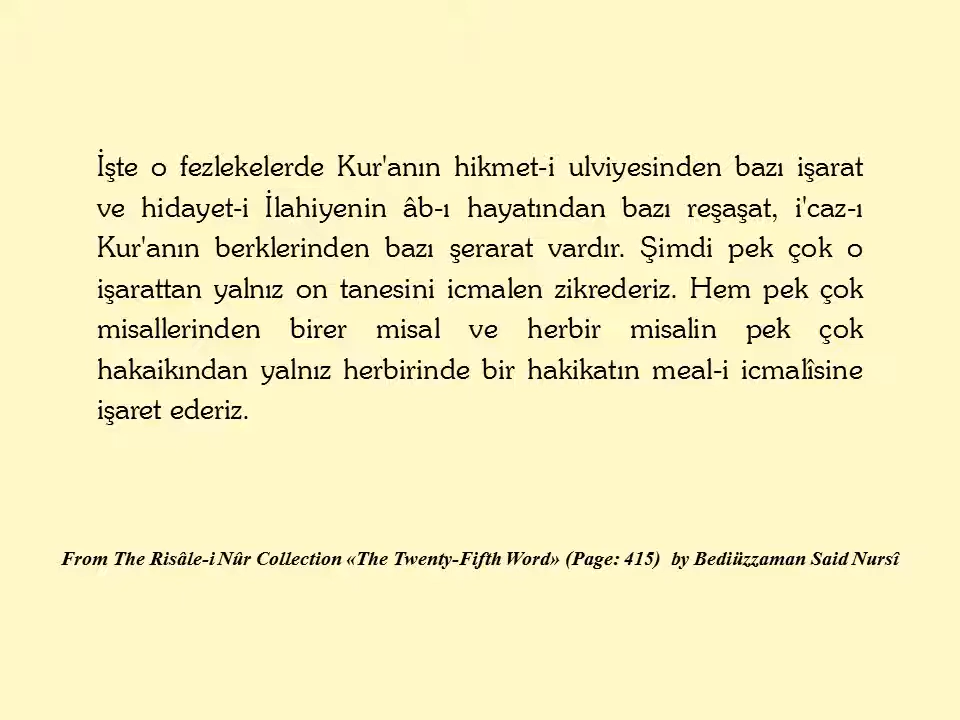 İşte o fezlekelerde Kur'anın hikmet-i ulviyesinden bazı işarat
ve hidayet-i İlahiyenin âb-ı hayatından bazı reşaşat, i'caz-ı
Kur'anın berklerinden bazı şerarat vardır. Şimdi pek çok o
işarattan yalnız on tanesini icmalen zikrederiz. Hem pek çok
misallerinden birer misal ve herbir misalin pek çok
hakaikından yalnız herbirinde bir hakikatın meal-i icmalîsine
işaret ederiz.
From The Risâle-i Nûr Collection «The Twenty-Fifth Word» (Page: 415) by Bediüzzaman Said Nursî